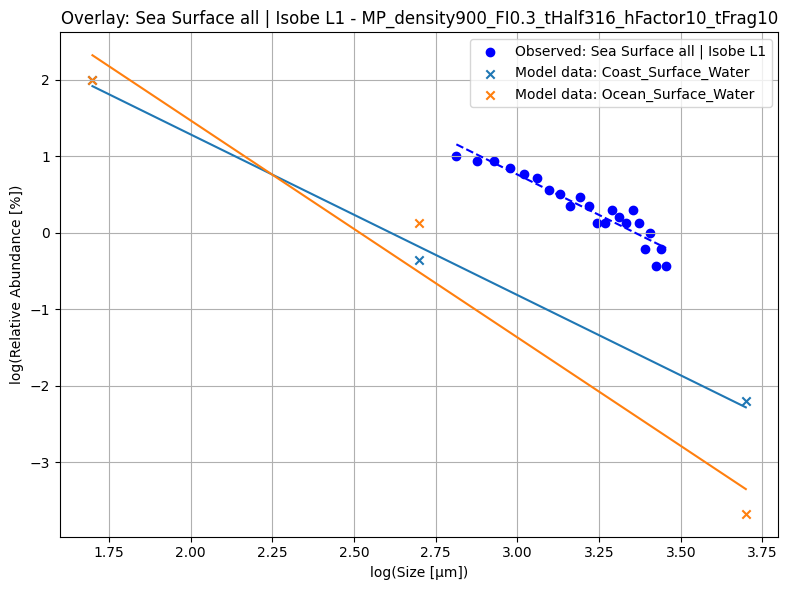 Overlay: Sea Surface all | Isobe L1 - MP_density900_FI0.3_tHalf316_hFactor10_tFrag10
Observed: Sea Surface all | Isobe L1
Model data: Coast_Surface_Water
Model data: Ocean_Surface_Water
log(Relative Abundance [%])
2
1
0
−1
−2
−3
1.75
2.00
2.25
2.50
2.75
3.00
3.25
3.50
3.75
log(Size [µm])